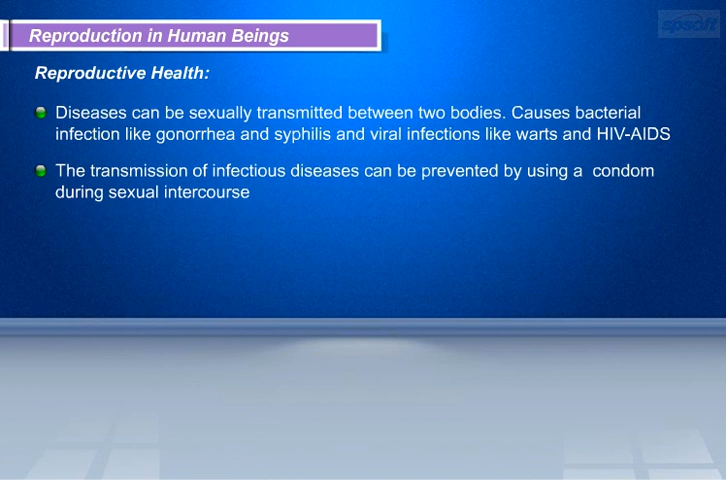 Reproduction in Human Beings
spsoft
Reproductive Health:
Diseases can be sexually transmitted between two bodies. Causes bacterial
infection like gonorrhea and syphilis and viral infections like warts and HIV-AIDS
The transmission of infectious diseases can be prevented by using a condom
during sexual intercourse